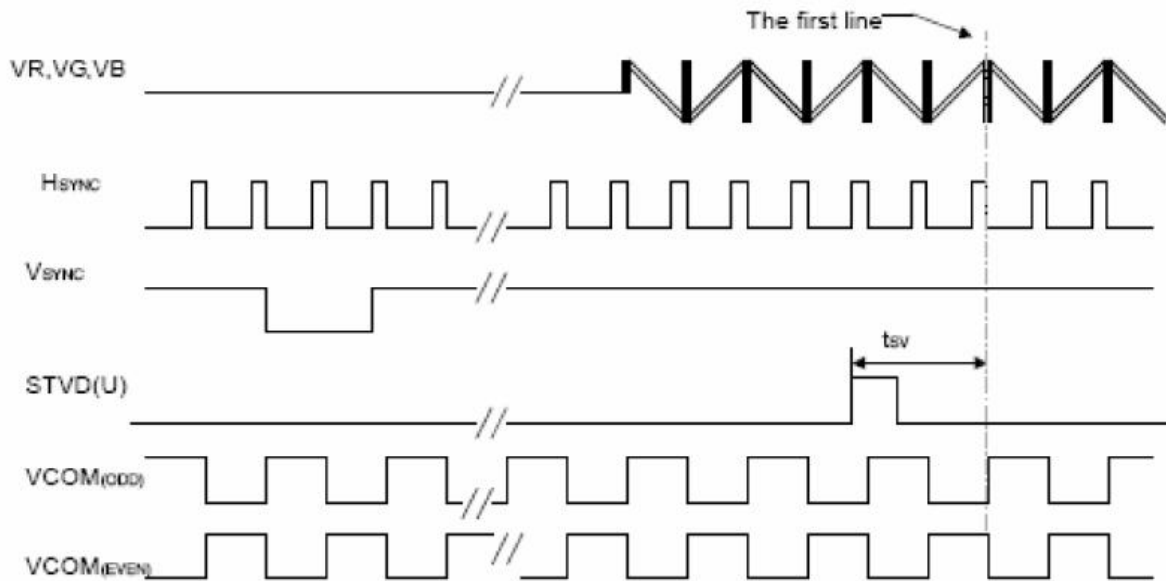 The first line
VR,VG,VB
HSYNC
VSYNC
tsv
STVD(U)
VCOM(ODD)
VCOM(EVEN)